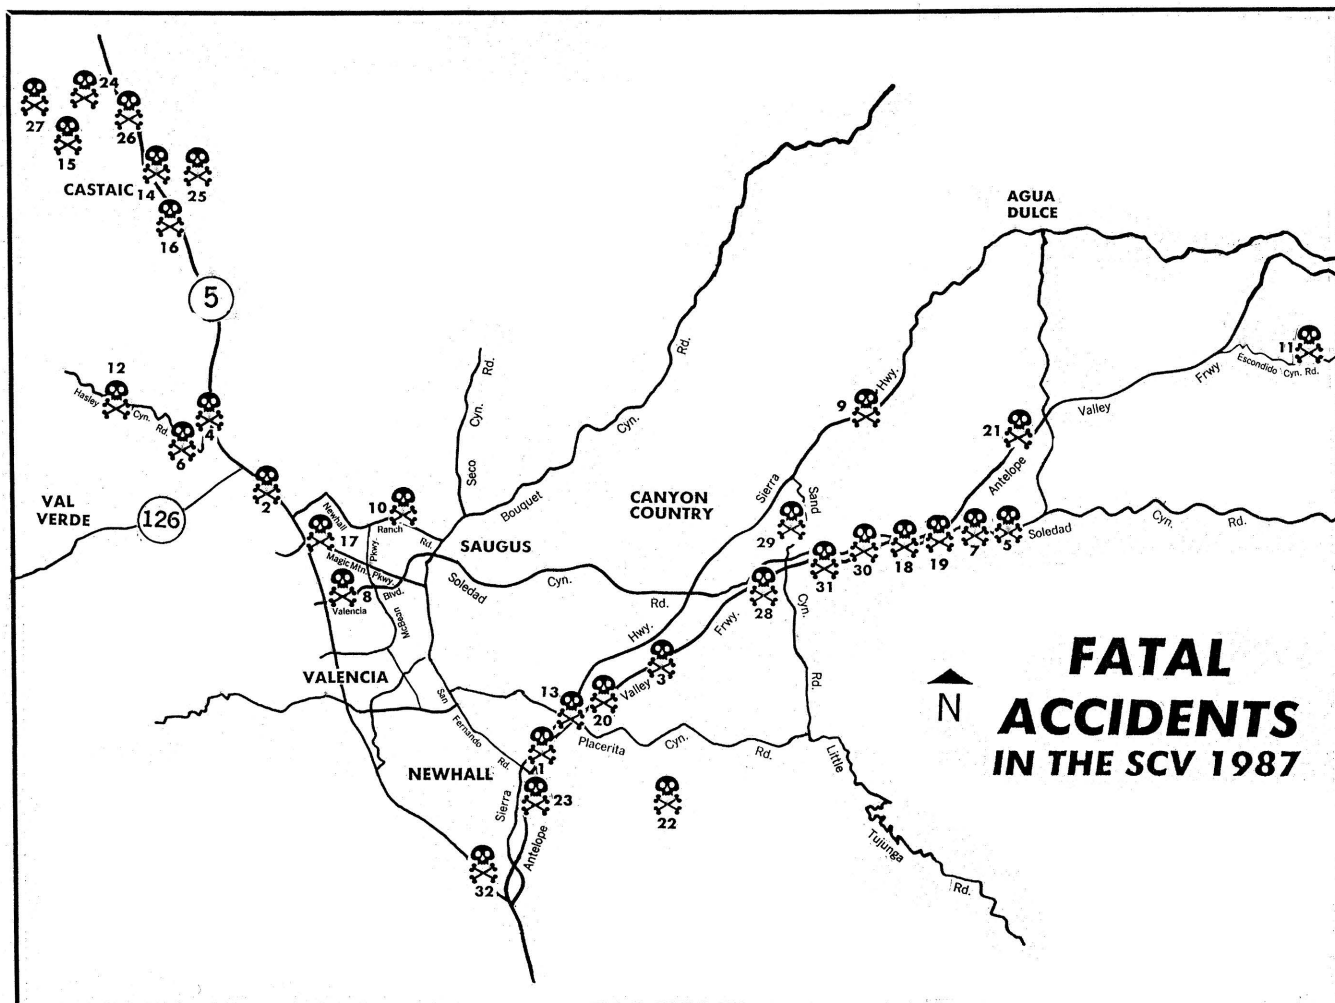 24
27
26
15
CASTAIC
14
25
16
AGUA
DULCE
5
12
Hasley
Cyn.
Rd.
6
4
2
VAL
VERDE
126
Newhall
Ranch
Rd.
10
17
Magic Mtn.
Pkwy.
Pkwy.
8
Valencia
Blvd.
McBean
SAUGUS
Seco
Cyn.
Rd.
Bouquet
Cyn.
Rd.
Soledad
Cyn.
Rd.
CANYON
COUNTRY
Sierra
Hwy.
9
Sand
29
Cyn.
Rd.
28
31
30
18
19
7
5
Soledad
Cyn.
Rd.
21
Antelope
Valley
Frwy
11
Escondido
Cyn. Rd.
VALENCIA
San
Fernando
Rd.
NEWHALL
Hwy.
Frwy.
Valley
3
13
20
1
Placerita
Cyn.
Rd.
23
22
Sierra
Antelope
32
Little
Tujunga
Rd.
N
FATAL
ACCIDENTS
IN THE SCV 1987